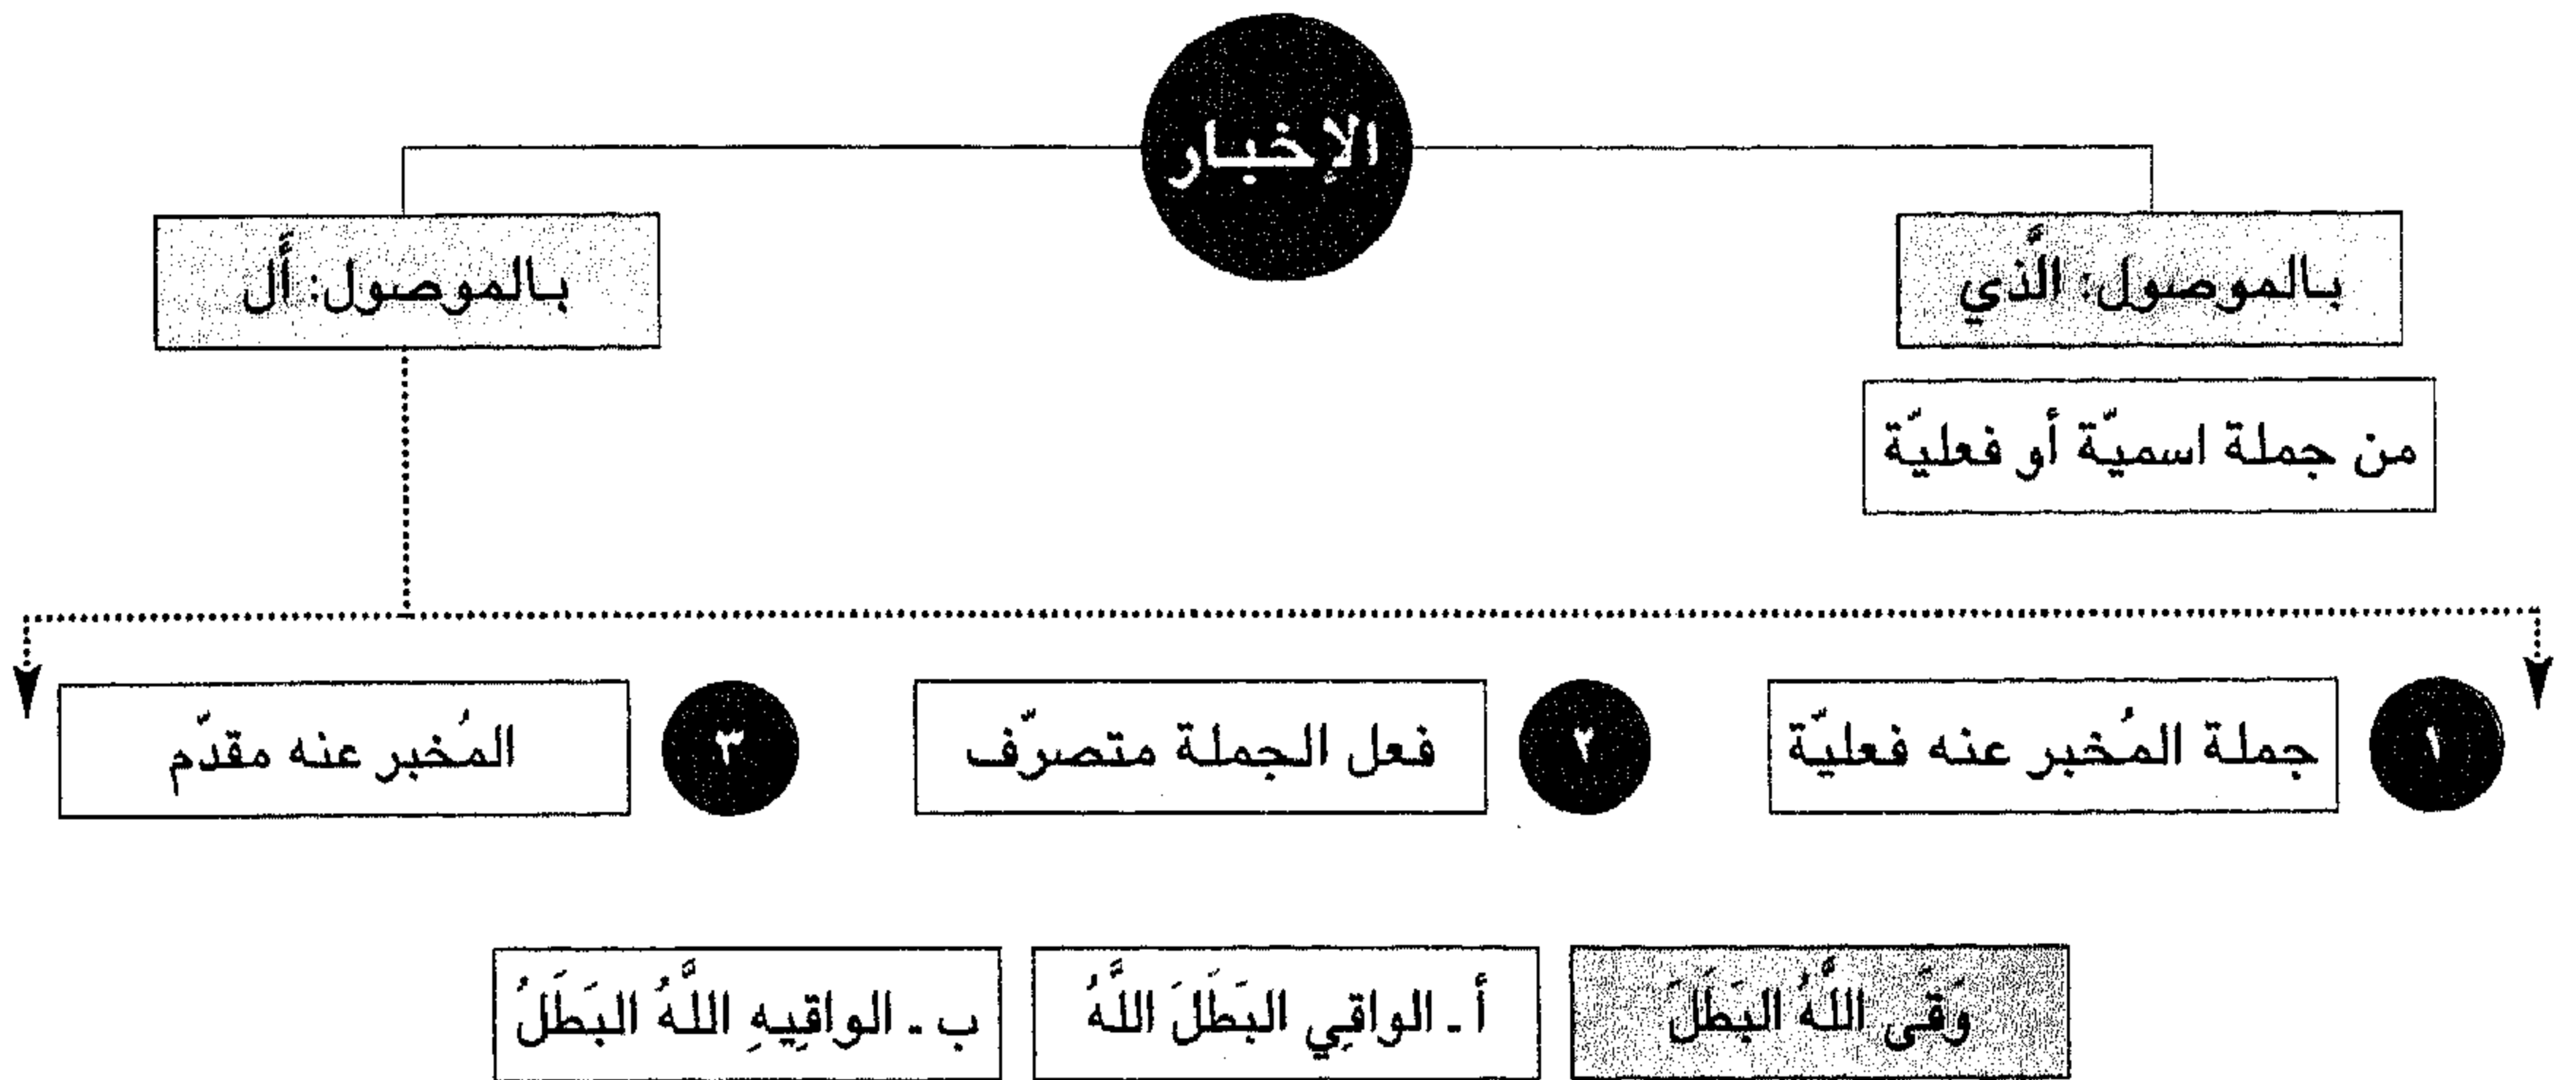 الإخبار
بالموصول: الَّذي
بالموصول: أَل
من جملة اسميّة أو فعليّة
١
جملة المُخبر عنه فعليّة
٢
فعل الجملة متصرّف
٣
المُخبر عنه مقدّم
وَقَى اللَّهُ البَطَلَ
أ ـ الواقِي البَطَلَ اللَّهُ
ب ـ الواقِيهِ اللَّهُ البَطَلُ